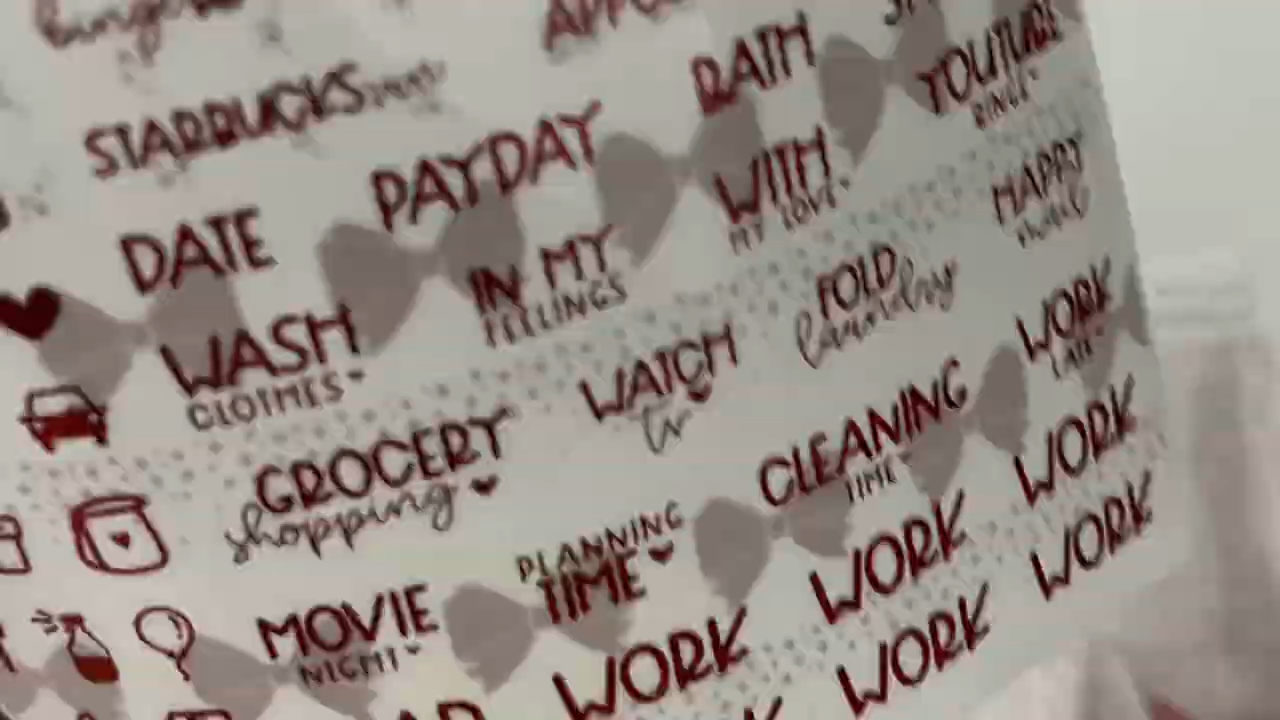 STARBUCKS
BATH
YOUTUBE
BINGE
PAYDAY
WITH
MY LOVE
HAPPY
DATE
IN MY
FEELINGS
FOLD
laundry
WASH
CLOTHES
WATCH
tv
WORK
GROCERY
shopping
CLEANING
TIME
WORK
PLANNING
TIME
WORK
WORK
MOVIE
NIGHT
WORK
WORK